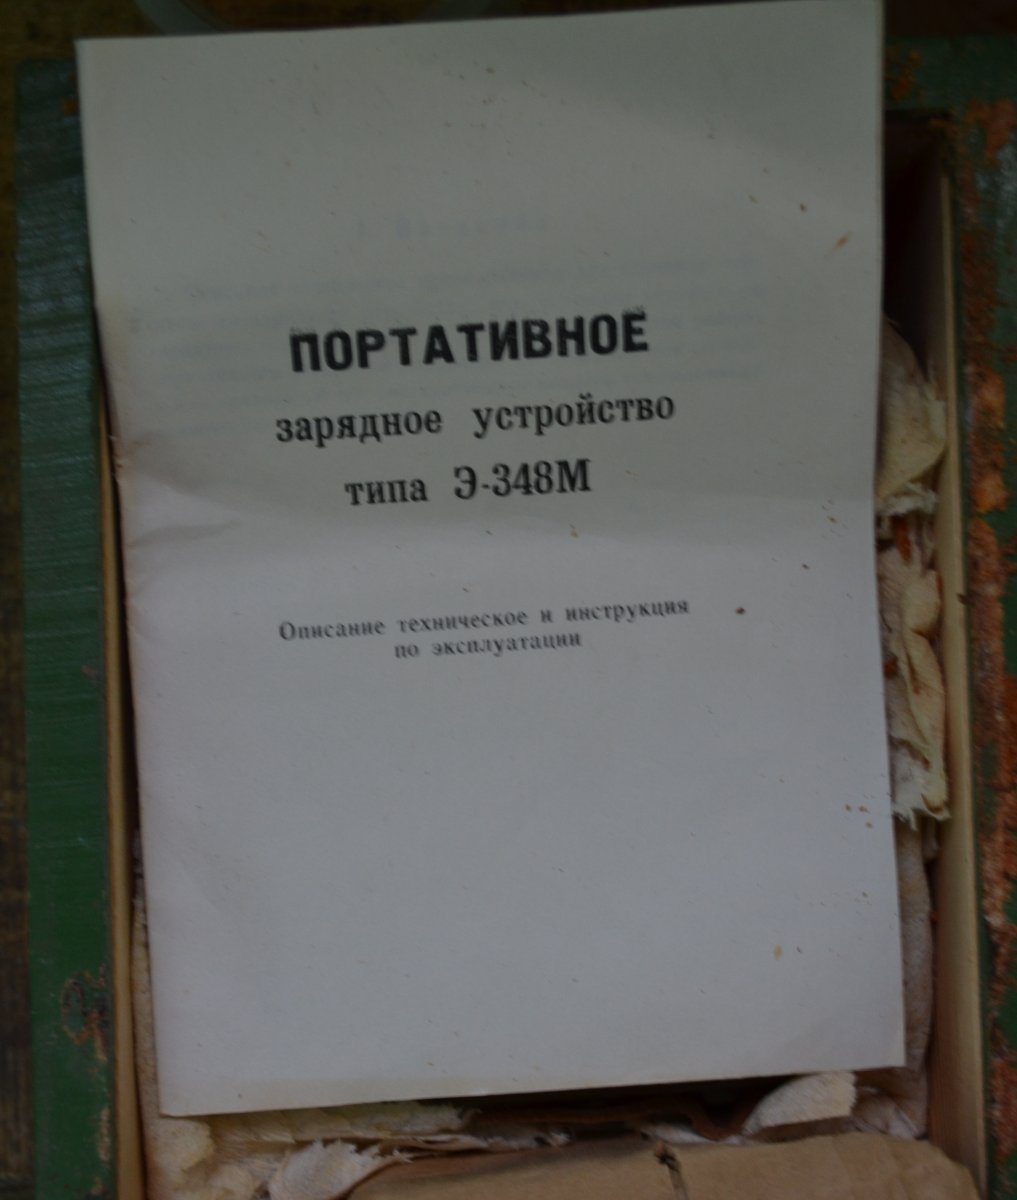 ПОРТАТИВНОЕ
зарядное устройство
типа Э-348М
Описание техническое и инструкция
по эксплуатации